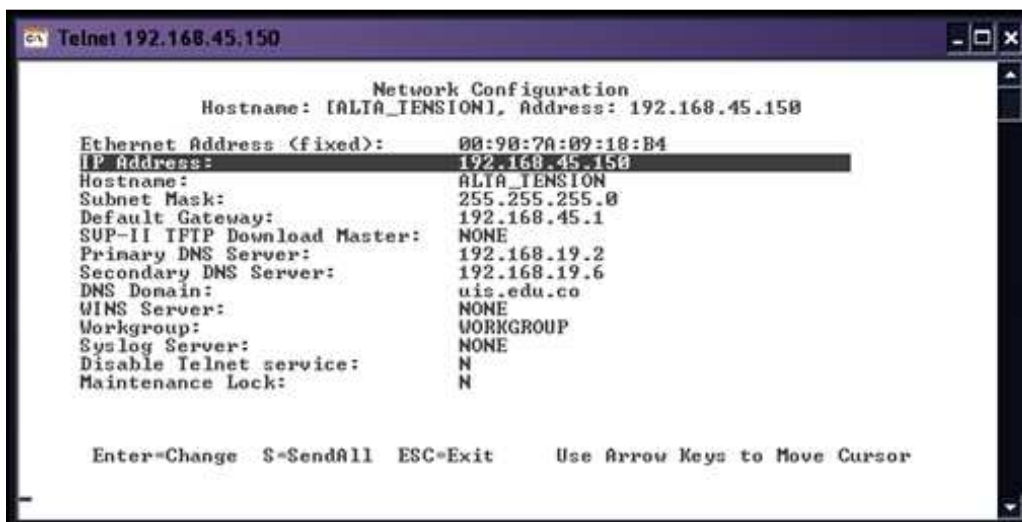 Telnet 192.168.45.150
Network Configuration
Hostname: [ALTA_TENSION], Address: 192.168.45.150
Ethernet Address (fixed): 00:90:7A:09:18:B4
IP Address: 192.168.45.150
Hostname: ALTA_TENSION
Subnet Mask: 255.255.255.0
Default Gateway: 192.168.45.1
SVP-II TFTP Download Master: NONE
Primary DNS Server: 192.168.19.2
Secondary DNS Server: 192.168.19.6
DNS Domain: uis.edu.co
WINS Server: NONE
Workgroup: WORKGROUP
Syslog Server: NONE
Disable Telnet service: N
Maintenance Lock: N
Enter=Change S=SendAll ESC=Exit Use Arrow Keys to Move Cursor